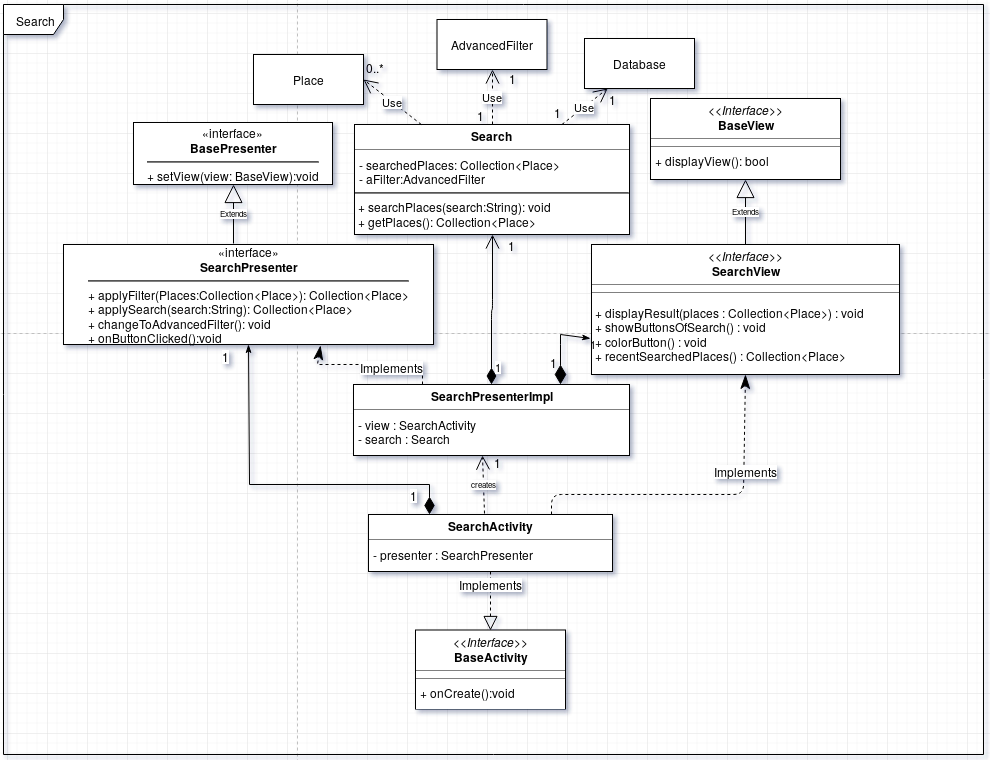 Search
AdvancedFilter
Place
0..*
Database
Use
Use
Use
1
1
1
1
<<Interface>>
BaseView
+ displayView(): bool
«interface»
BasePresenter
+ setView(view: BaseView):void
Search
- searchedPlaces: Collection<Place>
- aFilter:AdvancedFilter
+ searchPlaces(search:String): void
+ getPlaces(): Collection<Place>
Extends
Extends
1
«interface»
SearchPresenter
+ applyFilter(Places:Collection<Place>): Collection<Place>
+ applySearch(search:String): Collection<Place>
+ changeToAdvancedFilter(): void
+ onButtonClicked():void
<<Interface>>
SearchView
+ displayResult(places : Collection<Place>) : void
+ showButtonsOfSearch() : void
+ colorButton() : void
+ recentSearchedPlaces() : Collection<Place>
1
1
Implements
1
1
SearchPresenterImpl
- view : SearchActivity
- search : Search
1
creates
Implements
1
SearchActivity
- presenter : SearchPresenter
Implements
<<Interface>>
BaseActivity
+ onCreate():void